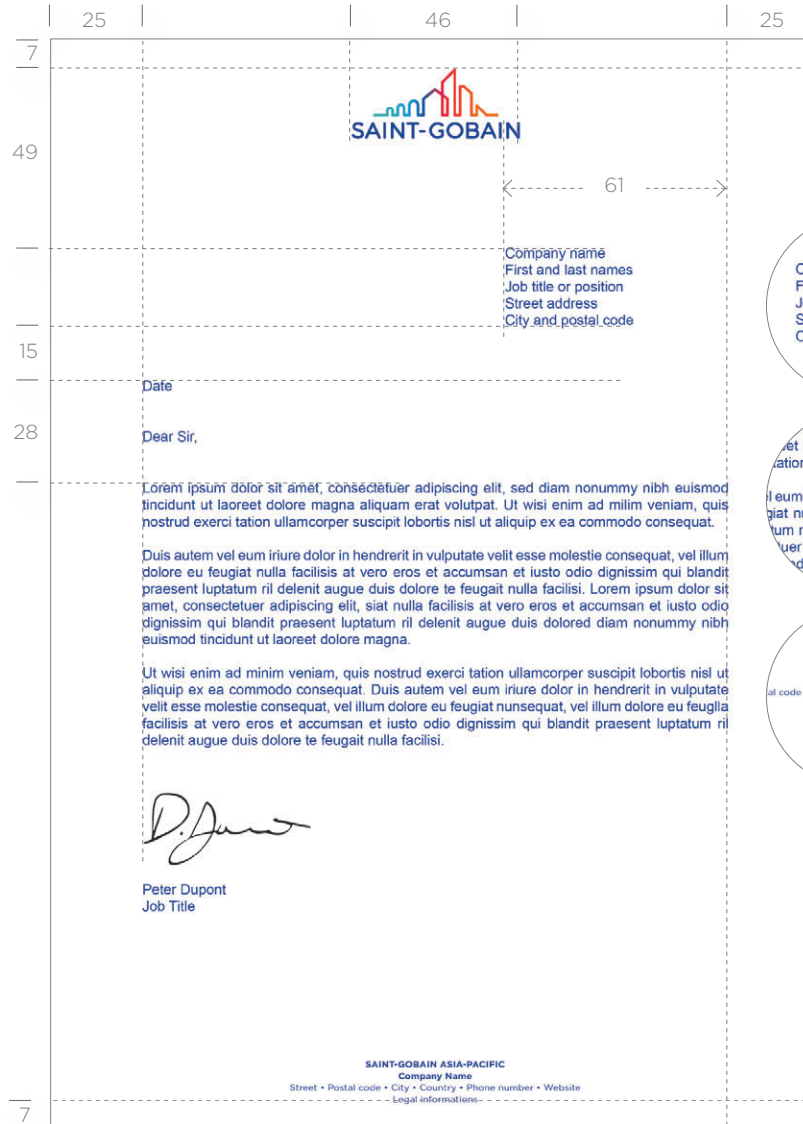 25 46 25
7
SAINT-GOBAIN
49
61
Company name
First and last names
Job title or position
Street address
City and postal code
15
Date
28
Dear Sir,
Lorem ipsum dolor sit amet, consectetuer adipiscing elit, sed diam nonummy nibh euismod
tincidunt ut laoreet dolore magna aliquam erat volutpat. Ut wisi enim ad milim veniam, quis
nostrud exerci tation ullamcorper suscipit lobortis nisl ut aliquip ex ea commodo consequat.
Duis autem vel eum iriure dolor in hendrerit in vulputate velit esse molestie consequat, vel illum
dolore eu feugiat nulla facilisis at vero eros et accumsan et iusto odio dignissim qui blandit
praesent luptatum ril delenit augue duis dolore te feugait nulla facilisi. Lorem ipsum dolor sit
amet, consectetuer adipiscing elit, siat nulla facilisis at vero eros et accumsan et iusto odio
dignissim qui blandit praesent luptatum ril delenit augue duis dolored diam nonummy nibh
euismod tincidunt ut laoreet dolore magna.
Ut wisi enim ad minim veniam, quis nostrud exerci tation ullamcorper suscipit lobortis nisl ut
aliquip ex ea commodo consequat. Duis autem vel eum iriure dolor in hendrerit in vulputate
velit esse molestie consequat, vel illum dolore eu feugiat nunsequat, vel illum dolore eu feuglla
facilisis at vero eros et accumsan et iusto odio dignissim qui blandit praesent luptatum ril
delenit augue duis dolore te feugait nulla facilisi.
Peter Dupont
Job Title
SAINT-GOBAIN ASIA-PACIFIC
Company Name
Street • Postal code • City • Country • Phone number • Website
Legal informations
7
C
F
J
S
C
al code